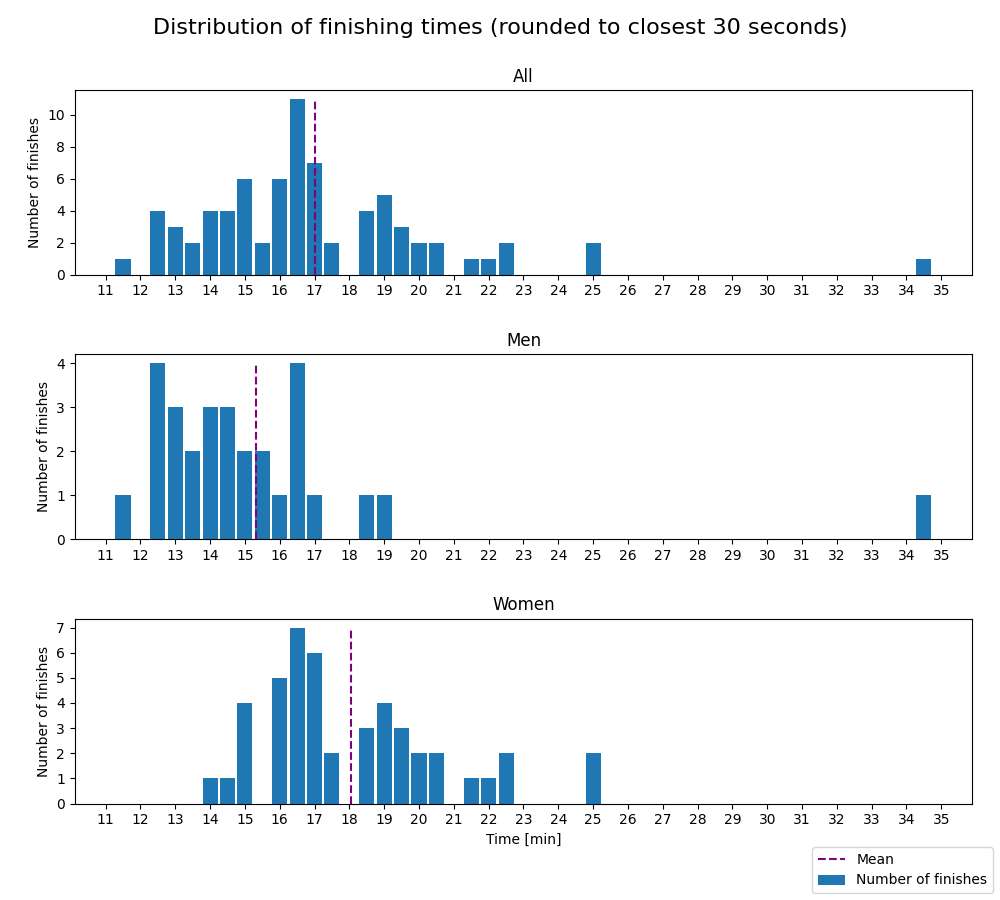 Distribution of finishing times (rounded to closest 30 seconds)
All
Number of finishes
10
8
6
4
2
0
11 12 13 14 15 16 17 18 19 20 21 22 23 24 25 26 27 28 29 30 31 32 33 34 35
Men
Number of finishes
4
3
2
1
0
11 12 13 14 15 16 17 18 19 20 21 22 23 24 25 26 27 28 29 30 31 32 33 34 35
Women
Number of finishes
7
6
5
4
3
2
1
0
11 12 13 14 15 16 17 18 19 20 21 22 23 24 25 26 27 28 29 30 31 32 33 34 35
Time [min]
Mean
Number of finishes